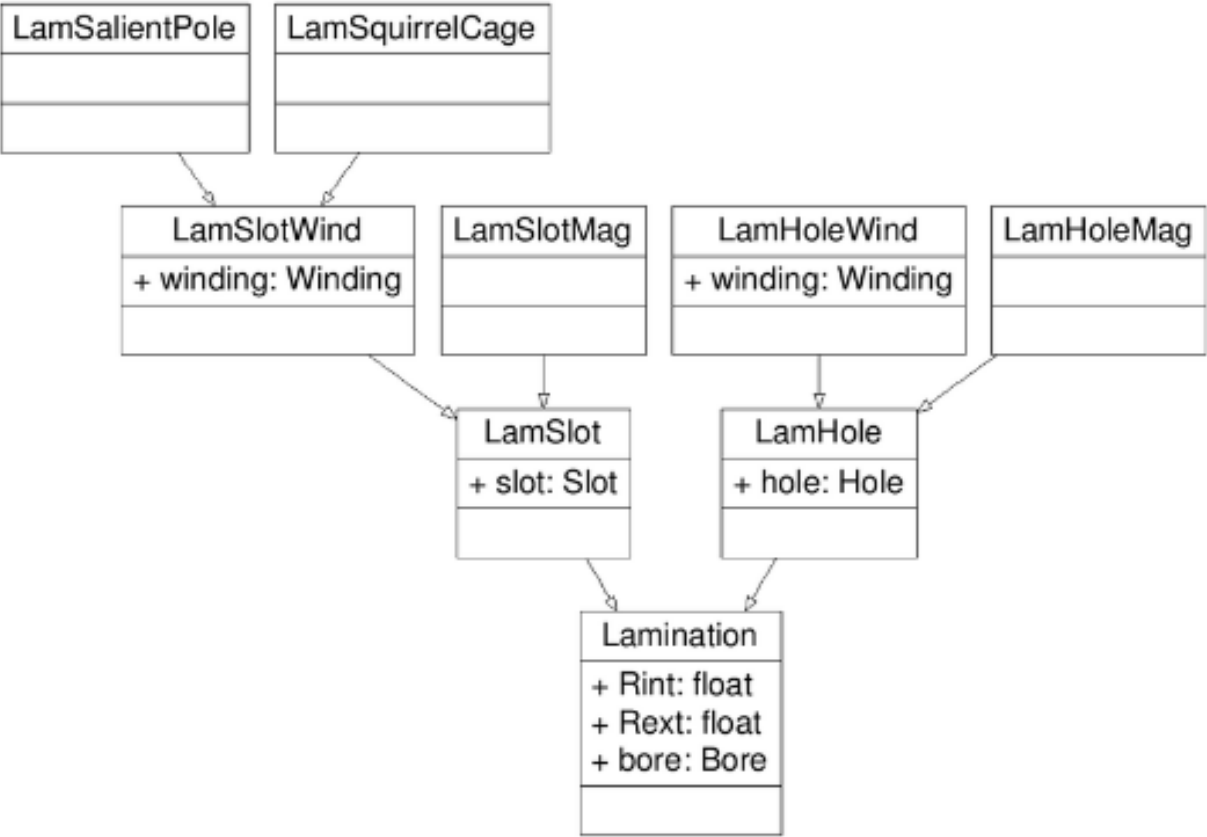 LamSalientPole
LamSquirrelCage
LamSlotWind
+ winding: Winding
LamSlotMag
LamHoleWind
+ winding: Winding
LamHoleMag
LamSlot
+ slot: Slot
LamHole
+ hole: Hole
Lamination
+ Rint: float
+ Rext: float
+ bore: Bore